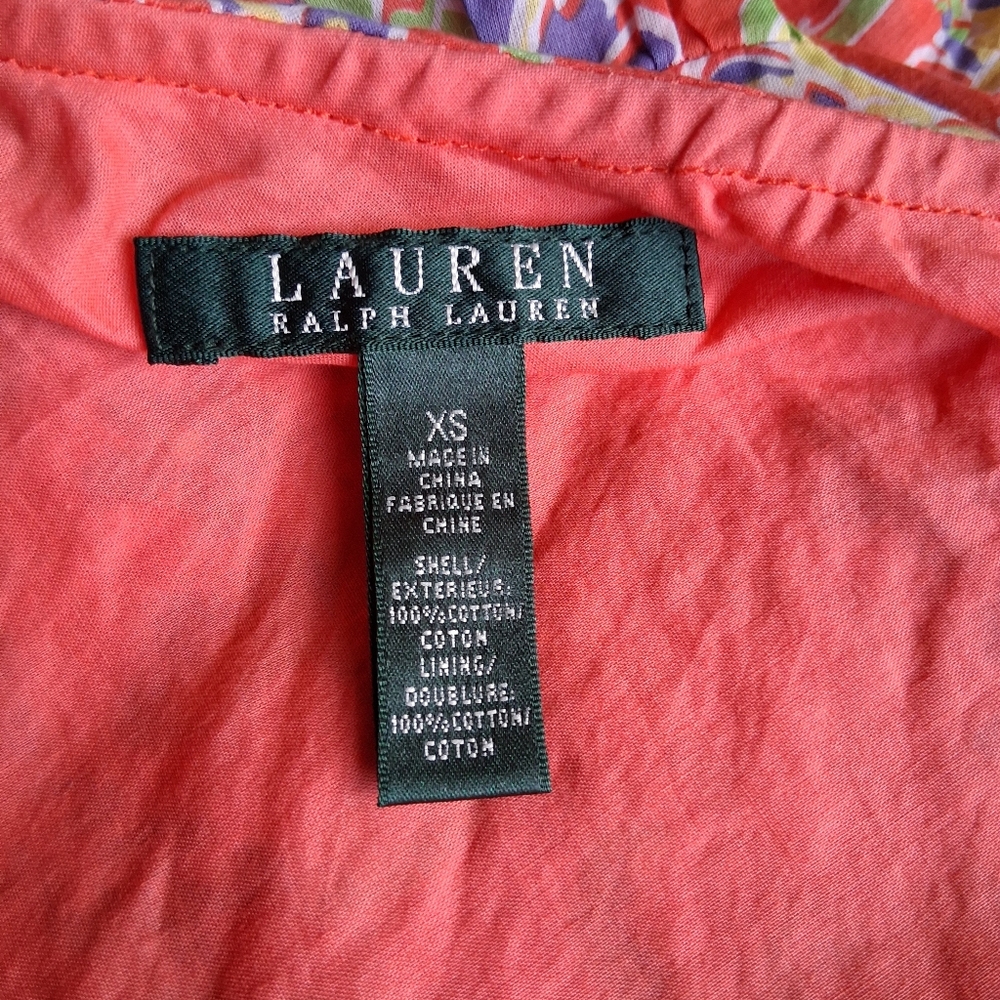 LAUREN
RALPH LAUREN
XS
MADE IN
CHINA
FABRIQUE EN
CHINE
SHELL/
EXTERIEUR:
100%COTTON/
COTON
LINING/
DOUBLURE:
100%COTTON/
COTON